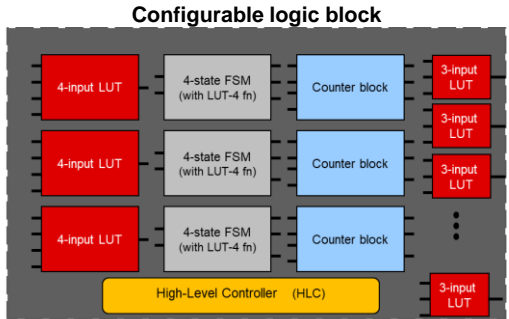 Configurable logic block
4-input LUT
4-state FSM
(with LUT-4 fn)
Counter block
3-input
LUT
3-input
LUT
4-input LUT
4-state FSM
(with LUT-4 fn)
Counter block
3-input
LUT
4-input LUT
4-state FSM
(with LUT-4 fn)
Counter block
High-Level Controller (HLC)
3-input
LUT